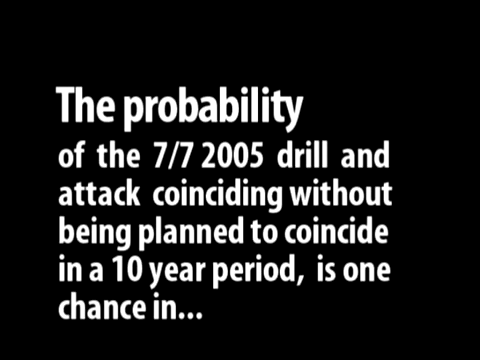 The probability
of the 7/7 2005 drill and
attack coinciding without
being planned to coincide
in a 10 year period, is one
chance in...